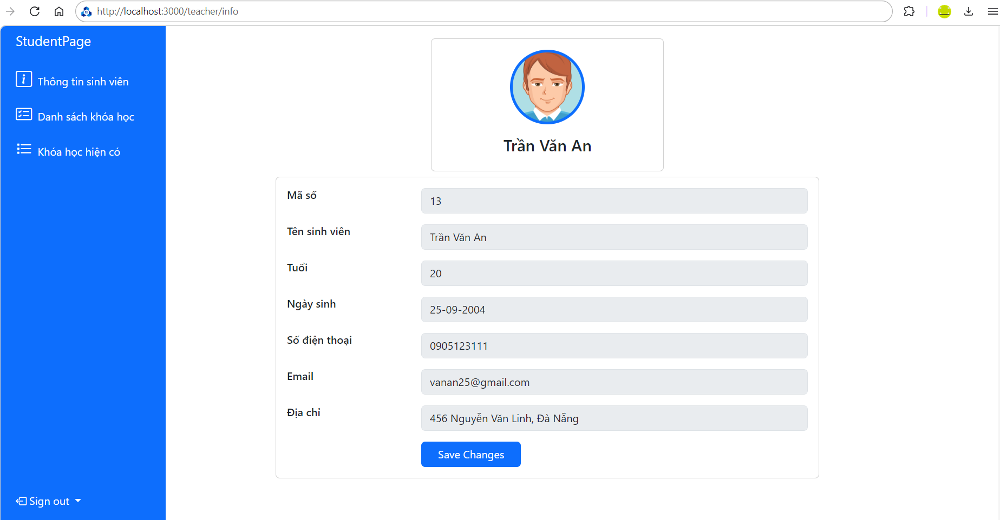 http://localhost:3000/teacher/info
StudentPage
Thông tin sinh viên
Danh sách khóa học
Khóa học hiện có
Sign out
Trần Văn An
Mã số
13
Tên sinh viên
Trần Văn An
Tuổi
20
Ngày sinh
25-09-2004
Số điện thoại
0905123111
Email
vanan25@gmail.com
Địa chỉ
456 Nguyễn Văn Linh, Đà Nẵng
Save Changes